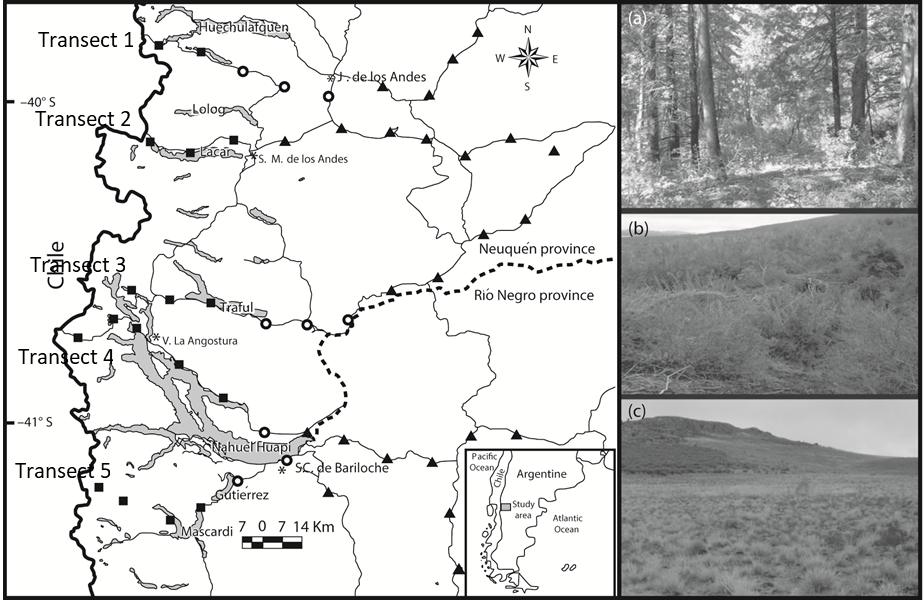 Huechulafquen
Transect 1
J. de los Andes
N
W
E
S
−40° S
Lolog
Transect 2
Lacar
S. M. de los Andes
Chile
Transect 3
Neuquén province
Río Negro province
Traful
V. La Angostura
Transect 4
−41° S
Nahuel Huapi
Transect 5
SC. de Bariloche
Gutierrez
Mascardi
7 0 7 14 Km
Pacific
Ocean
Chile
Argentine
Study
area
Atlantic
Ocean
(a)
(b)
(c)